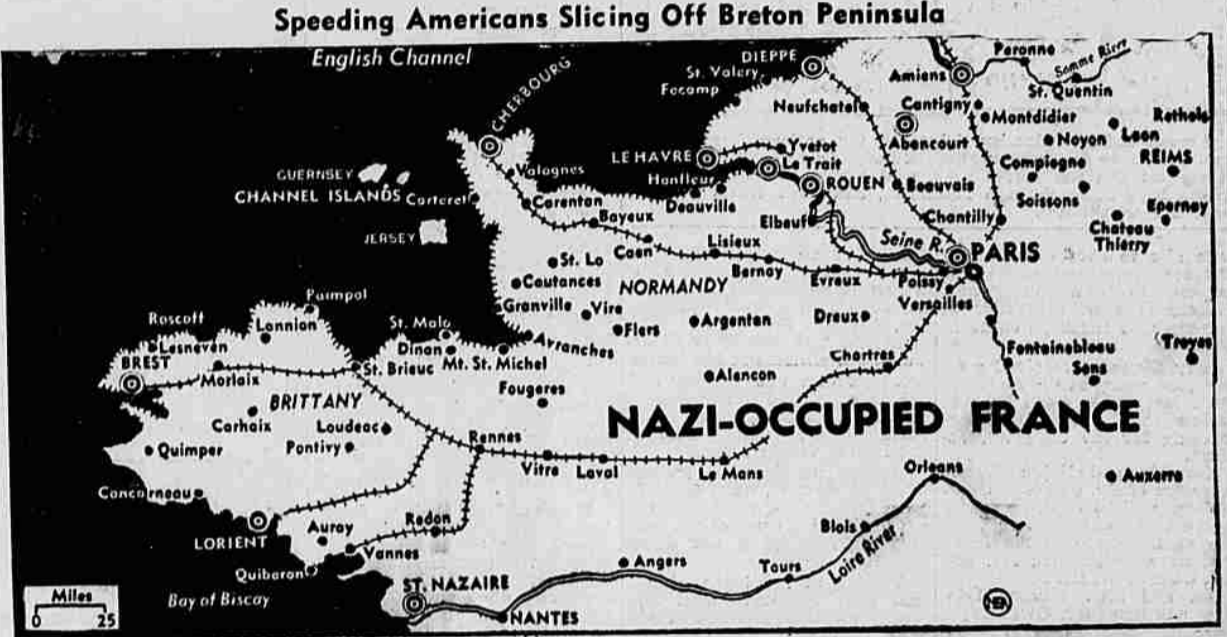 Speeding Americans Slicing Off Breton Peninsula
English Channel
CHERBOURG
DIEPPE
St. Valery
Fecamp
Neufchatel
Amiens
Peronne
Somme River
St. Quentin
Cantigny
Montdidier
Abancourt
Noyon
Laon
Rethels
REIMS
Compiegne
Soissons
Epernay
Chateau
Thierry
LE HAVRE
Yvetot
Le Trait
ROUEN
Beauvais
Chantilly
Honfleur
Deauville
Elbeuf
Seine R.
PARIS
GUERNSEY
CHANNEL ISLANDS
Carteret
JERSEY
Valognes
Carentan
Bayeux
Caen
Lisieux
Bernay
Evreux
Poissy
Versailles
St. Lo
Coutances
NORMANDY
Granville
Vire
Flers
Argentan
Dreux
Avranches
Chartres
Fontainebleau
Sens
Troyes
Alencon
Paimpol
Roscoff
Lannion
St. Malo
Lesneven
BREST
Morlaix
St. Brieuc
Dinan
Mt. St. Michel
Fougeres
BRITTANY
Carhaix
Loudeac
Quimper
Pontivy
Rennes
Vitre
Laval
Le Mans
NAZI-OCCUPIED FRANCE
Orleans
Auxerre
Concarneau
LORIENT
Auray
Redon
Vannes
Quibaron
Blois
Loire River
Tours
Angers
ST. NAZAIRE
NANTES
Bay of Biscay
Miles
0 25
NEA